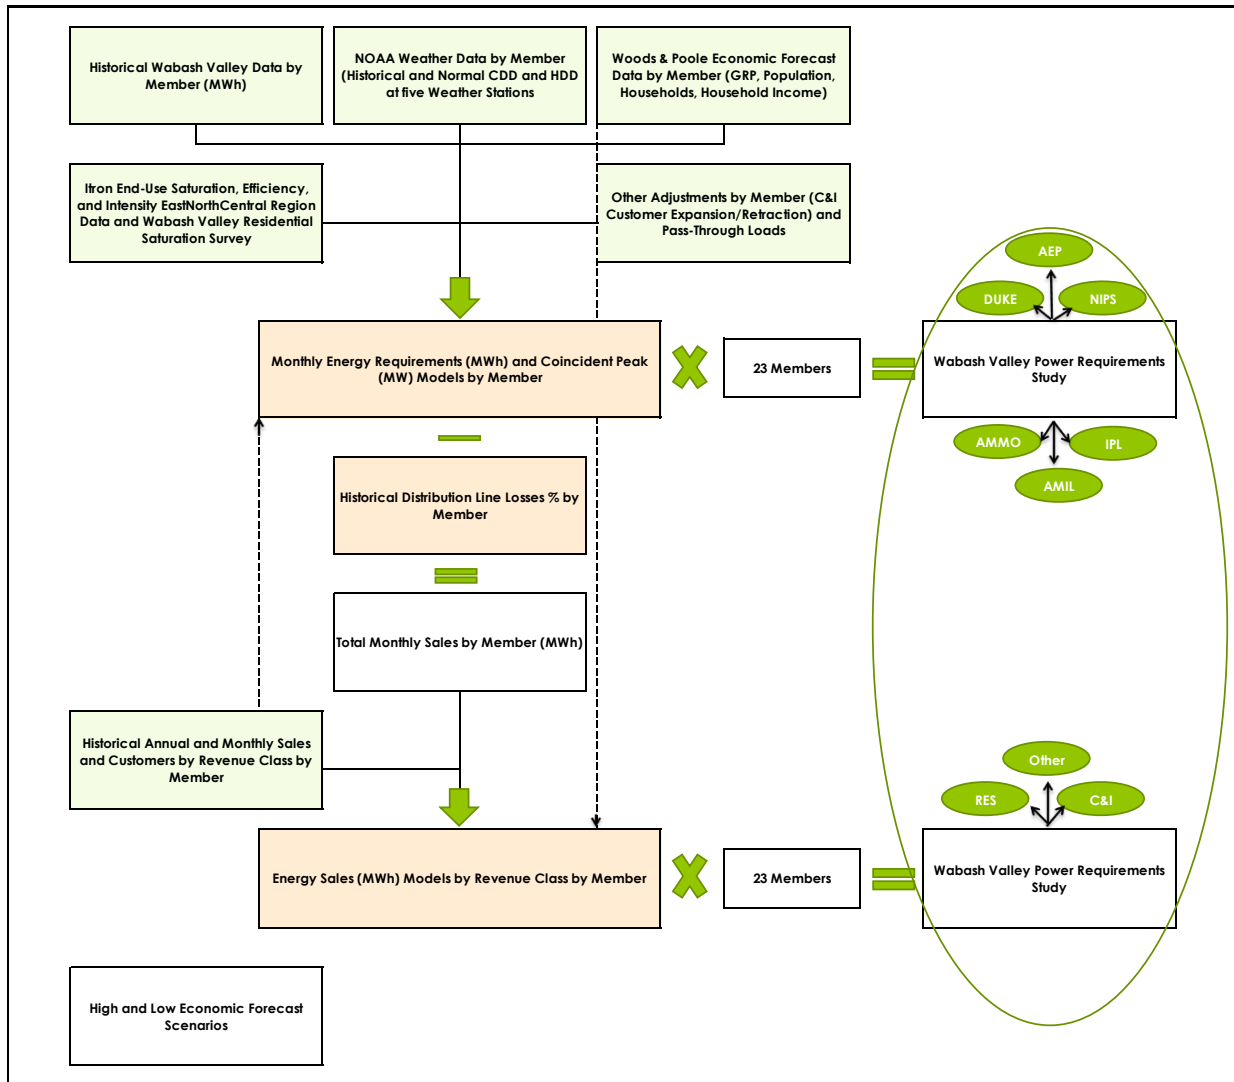 Historical Wabash Valley Data by
Member (MWh)
NOAA Weather Data by Member
(Historical and Normal CDD and HDD
at five Weather Stations
Woods & Poole Economic Forecast
Data by Member (GRP, Population,
Households, Household Income)
Itron End-Use Saturation, Efficiency,
and Intensity EastNorthCentral Region
Data and Wabash Valley Residential
Saturation Survey
Other Adjustments by Member (C&I
Customer Expansion/Retraction) and
Pass-Through Loads
AEP
DUKE
NIPS
Monthly Energy Requirements (MWh) and Coincident Peak
(MW) Models by Member
23 Members
Wabash Valley Power Requirements
Study
AMMO
IPL
AMIL
Historical Distribution Line Losses % by
Member
Total Monthly Sales by Member (MWh)
Historical Annual and Monthly Sales
and Customers by Revenue Class by
Member
Other
RES
C&I
Energy Sales (MWh) Models by Revenue Class by Member
23 Members
Wabash Valley Power Requirements
Study
High and Low Economic Forecast
Scenarios